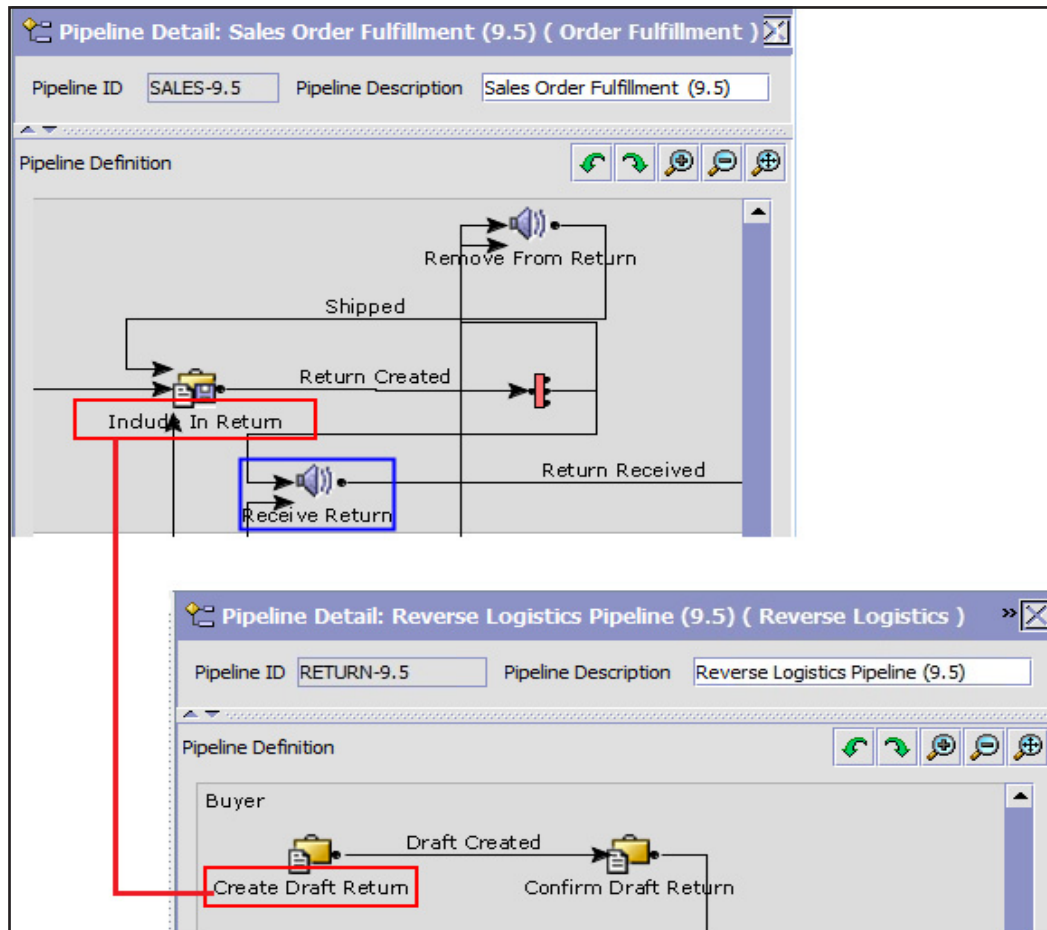 Pipeline Detail: Sales Order Fulfillment (9.5) ( Order Fulfillment )
Pipeline ID SALES-9.5 Pipeline Description Sales Order Fulfillment (9.5)
Pipeline Definition
Remove From Return
Shipped
Return Created
Include In Return
Return Received
Receive Return
Pipeline Detail: Reverse Logistics Pipeline (9.5) ( Reverse Logistics ) »
Pipeline ID RETURN-9.5 Pipeline Description Reverse Logistics Pipeline (9.5)
Pipeline Definition
Buyer
Draft Created
Create Draft Return Confirm Draft Return